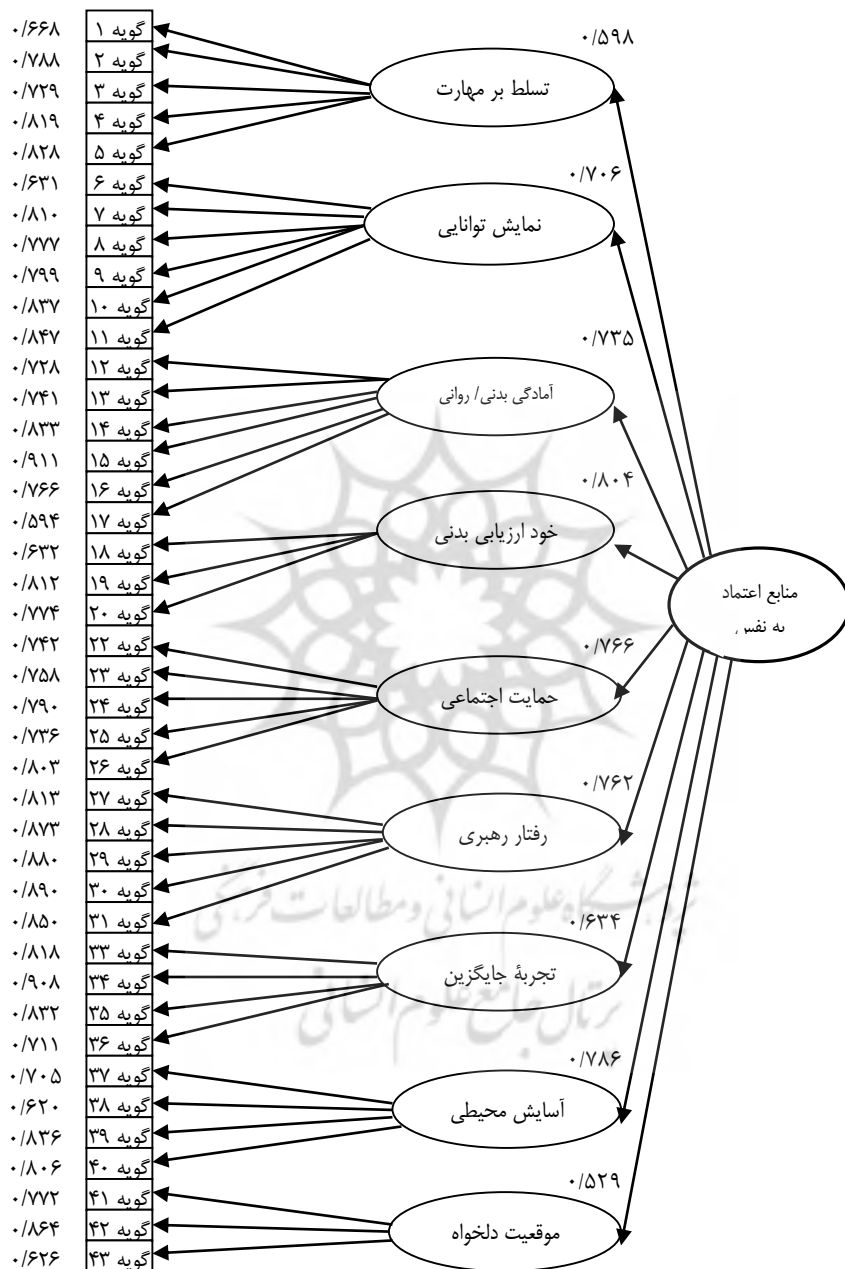 ۰/۵۹۸
تسلط بر مهارت
گویه ۱ ۰/۶۶۸
گویه ۲ ۰/۷۸۸
گویه ۳ ۰/۷۲۹
گویه ۴ ۰/۸۱۹
گویه ۵ ۰/۸۲۸
۰/۷۰۶
نمایش توانایی
گویه ۶ ۰/۶۳۱
گویه ۷ ۰/۸۱۰
گویه ۸ ۰/۷۷۷
گویه ۹ ۰/۷۹۹
گویه ۱۰ ۰/۸۳۷
گویه ۱۱ ۰/۸۴۷
۰/۷۳۵
آمادگی بدنی/ روانی
گویه ۱۲ ۰/۷۲۸
گویه ۱۳ ۰/۷۴۱
گویه ۱۴ ۰/۸۳۳
گویه ۱۵ ۰/۹۱۱
گویه ۱۶ ۰/۷۶۶
گویه ۱۷ ۰/۵۹۴
۰/۸۰۴
خود ارزیابی بدنی
گویه ۱۸ ۰/۶۳۲
گویه ۱۹ ۰/۸۱۲
گویه ۲۰ ۰/۷۷۴
منابع اعتماد
به نفس
۰/۷۶۶
حمایت اجتماعی
گویه ۲۲ ۰/۷۴۲
گویه ۲۳ ۰/۷۵۸
گویه ۲۴ ۰/۷۹۰
گویه ۲۵ ۰/۷۳۶
گویه ۲۶ ۰/۸۰۳
۰/۷۶۲
رفتار رهبری
گویه ۲۷ ۰/۸۱۳
گویه ۲۸ ۰/۸۷۳
گویه ۲۹ ۰/۸۸۰
گویه ۳۰ ۰/۸۹۰
گویه ۳۱ ۰/۸۵۰
پژوهشگاه علوم انسانی و مطالعات فرهنگی
۰/۶۳۴
تجربهٔ جایگزین
گویه ۳۳ ۰/۸۱۸
گویه ۳۴ ۰/۹۰۸
گویه ۳۵ ۰/۸۳۲
گویه ۳۶ ۰/۷۱۱
پرتال جامع علوم انسانی
۰/۷۸۶
آسایش محیطی
گویه ۳۷ ۰/۷۰۵
گویه ۳۸ ۰/۶۲۰
گویه ۳۹ ۰/۸۳۶
گویه ۴۰ ۰/۸۰۶
۰/۵۲۹
موقعیت دلخواه
گویه ۴۱ ۰/۷۷۲
گویه ۴۲ ۰/۸۶۴
گویه ۴۳ ۰/۶۲۶